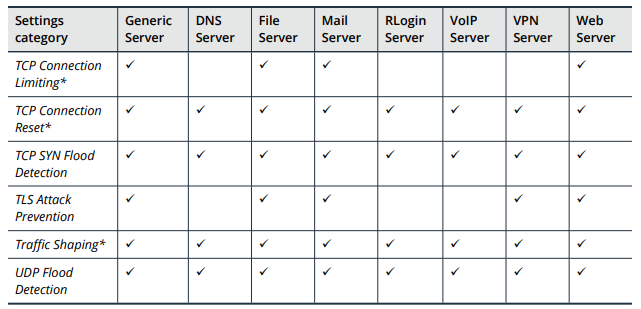 Settings category | Generic Server | DNS Server | File Server | Mail Server | RLogin Server | VoIP Server | VPN Server | Web Server
TCP Connection Limiting* | ✓ | | ✓ | ✓ | | | | ✓
TCP Connection Reset* | ✓ | ✓ | ✓ | ✓ | ✓ | ✓ | ✓ | ✓
TCP SYN Flood Detection | ✓ | ✓ | ✓ | ✓ | ✓ | ✓ | ✓ | ✓
TLS Attack Prevention | ✓ | | ✓ | ✓ | | | ✓ | ✓
Traffic Shaping* | ✓ | ✓ | ✓ | ✓ | ✓ | ✓ | ✓ | ✓
UDP Flood Detection | ✓ | ✓ | ✓ | ✓ | ✓ | ✓ | ✓ | ✓